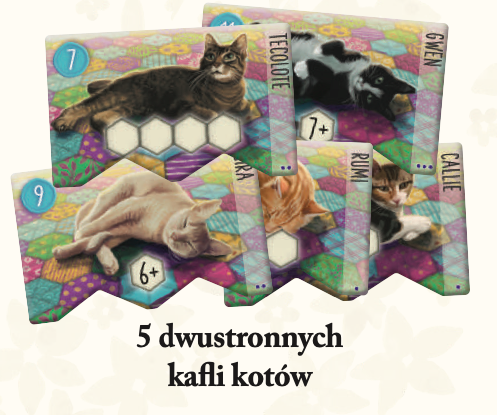 7
TECOLOTE
GWEN
7+
9
6+
RUMI
CALLIE
5 dwustronnych
kafli kotów